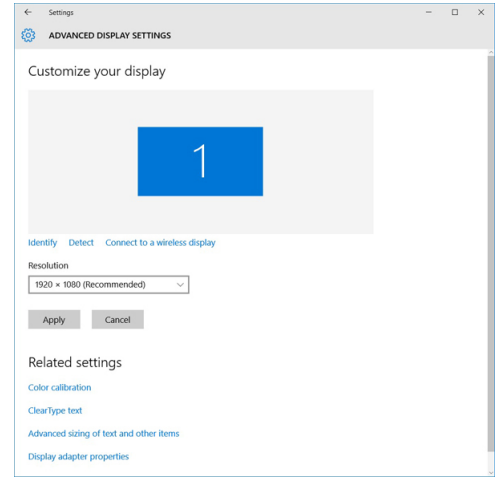 Settings
ADVANCED DISPLAY SETTINGS
Customize your display
1
Identify Detect Connect to a wireless display
Resolution
1920 × 1080 (Recommended)
Apply Cancel
Related settings
Color calibration
ClearType text
Advanced sizing of text and other items
Display adapter properties